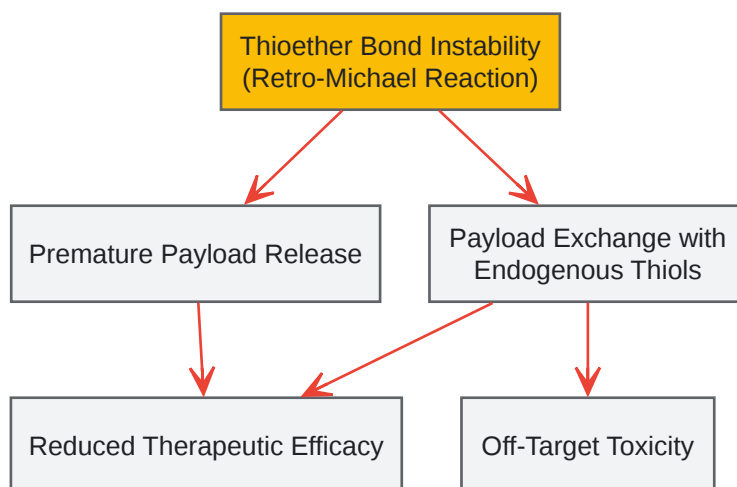 Thioether Bond Instability
(Retro-Michael Reaction)
Premature Payload Release
Payload Exchange with
Endogenous Thiols
Reduced Therapeutic Efficacy
Off-Target Toxicity